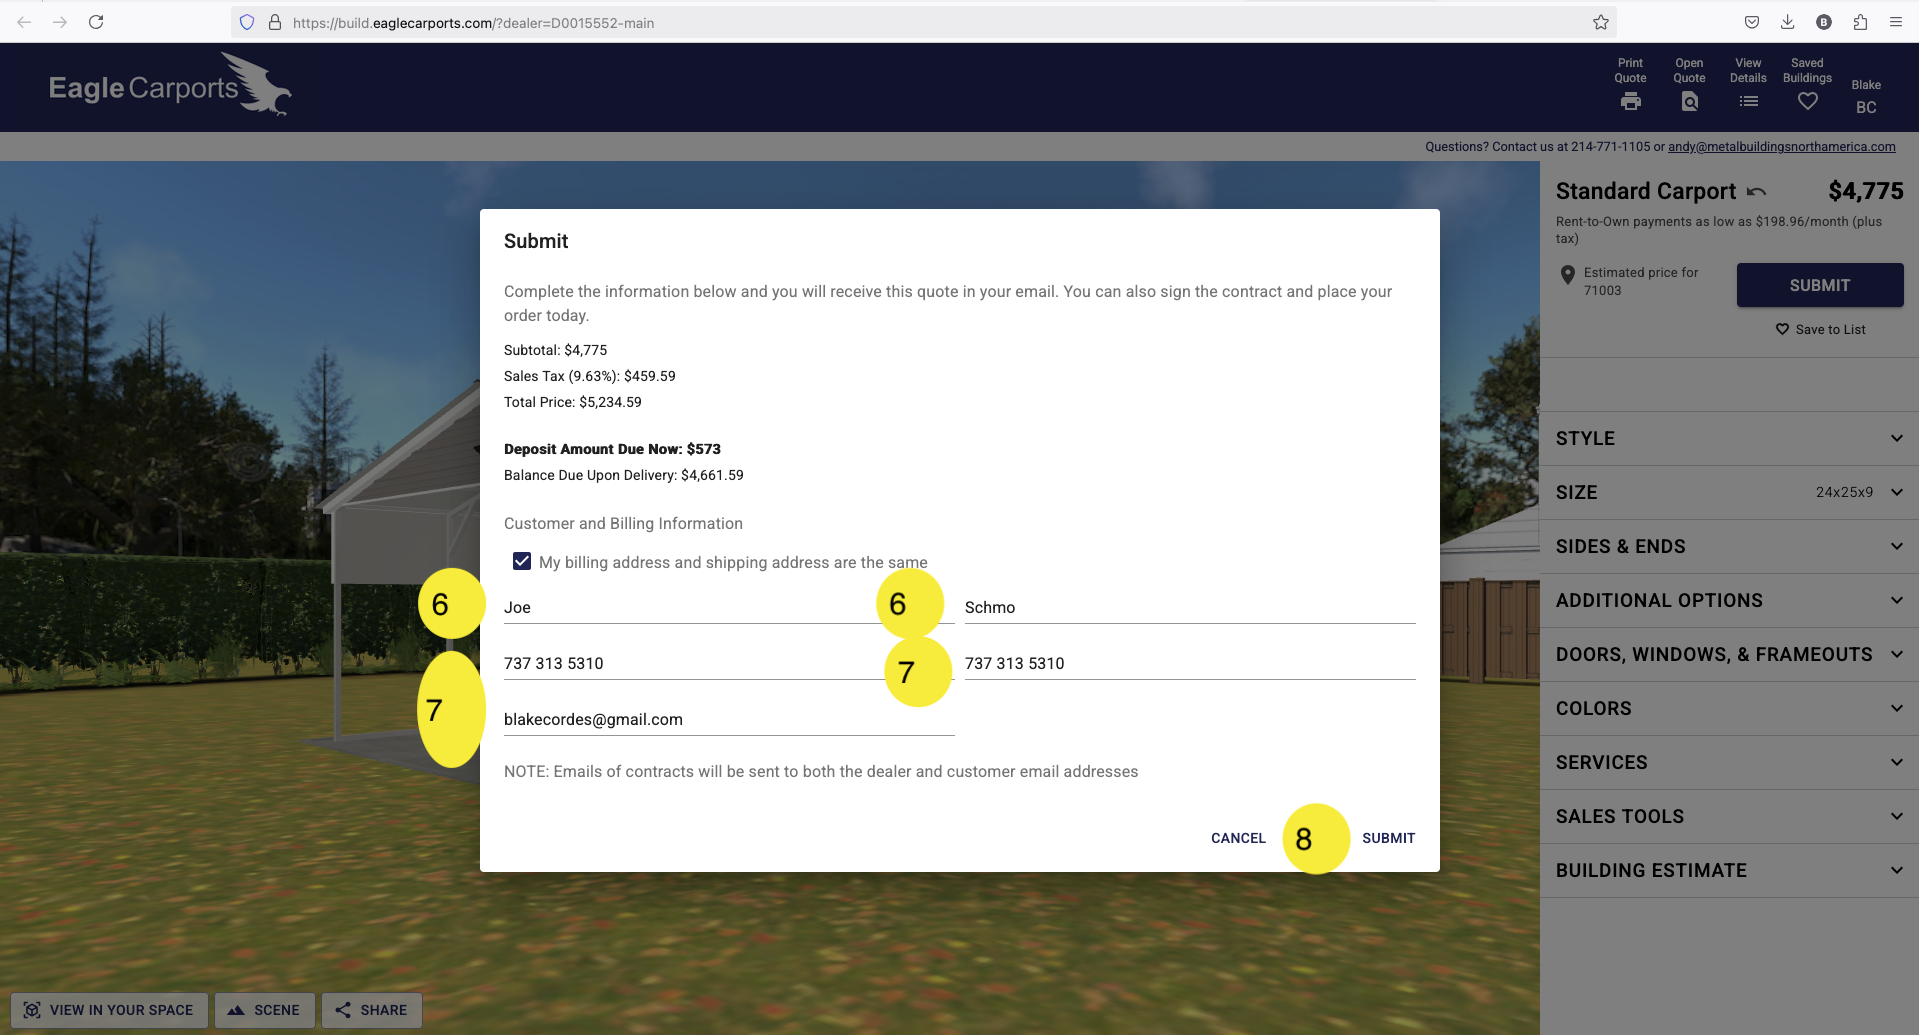 https://build.eaglecarports.com/?dealer=D0015552-main
B
Eagle Carports
Print Quote
Open Quote
View Details
Saved Buildings
Blake
BC
Questions? Contact us at 214-771-1105 or andy@metalbuildingsnorthamerica.com
Standard Carport
$4,775
Rent-to-Own payments as low as $198.96/month (plus
tax)
Estimated price for
71003
SUBMIT
Save to List
STYLE
SIZE 24x25x9
SIDES & ENDS
ADDITIONAL OPTIONS
DOORS, WINDOWS, & FRAMEOUTS
COLORS
SERVICES
SALES TOOLS
BUILDING ESTIMATE
Submit
Complete the information below and you will receive this quote in your email. You can also sign the contract and place your
order today.
Subtotal: $4,775
Sales Tax (9.63%): $459.59
Total Price: $5,234.59
Deposit Amount Due Now: $573
Balance Due Upon Delivery: $4,661.59
Customer and Billing Information
My billing address and shipping address are the same
6 Joe 6 Schmo
737 313 5310 7 737 313 5310
7 blakecordes@gmail.com
NOTE: Emails of contracts will be sent to both the dealer and customer email addresses
CANCEL 8 SUBMIT
VIEW IN YOUR SPACE SCENE SHARE